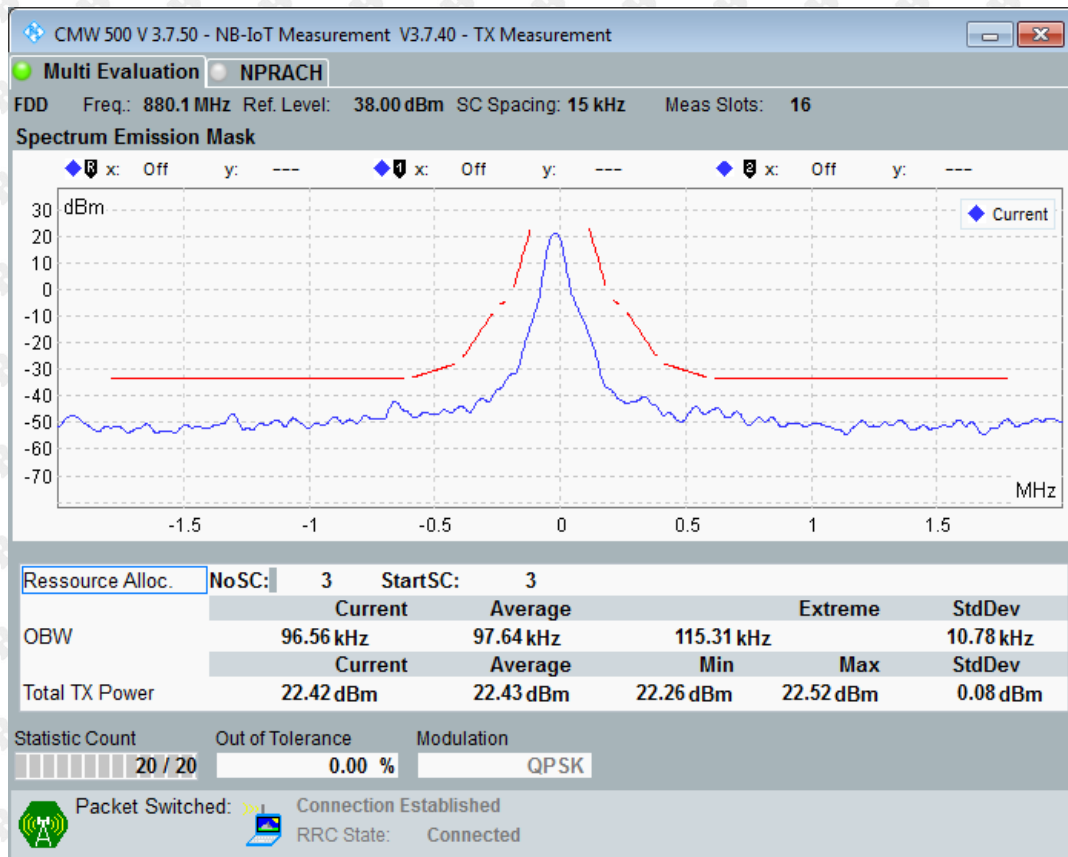 CMW 500 V 3.7.50 - NB-IoT Measurement V3.7.40 - TX Measurement
Multi Evaluation NPRACH
FDD Freq.: 880.1 MHz Ref. Level: 38.00 dBm SC Spacing: 15 kHz Meas Slots: 16
Spectrum Emission Mask
R x: Off y: --- 1 x: Off y: --- 2 x: Off y: ---
dBm
Current
30
20
10
0
-10
-20
-30
-40
-50
-60
-70
MHz
-1.5 -1 -0.5 0 0.5 1 1.5
Ressource Alloc. NoSC: 3 StartSC: 3
Current Average Extreme StdDev
OBW 96.56 kHz 97.64 kHz 115.31 kHz 10.78 kHz
Current Average Min Max StdDev
Total TX Power 22.42 dBm 22.43 dBm 22.26 dBm 22.52 dBm 0.08 dBm
Statistic Count Out of Tolerance Modulation
20 / 20 0.00 % QPSK
Packet Switched: Connection Established
RRC State: Connected